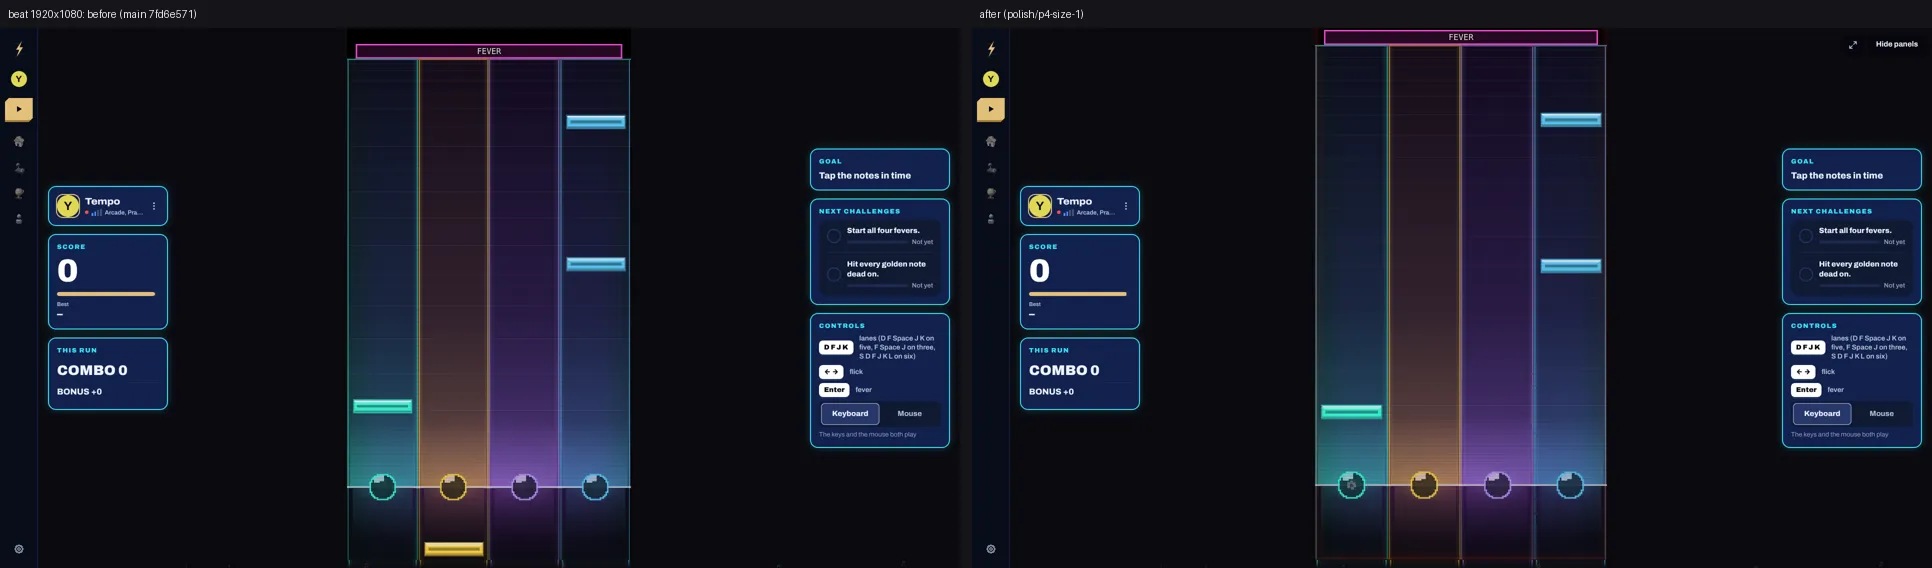 beat 1920x1080: before (main 7fd6e571)
FEVER
Y
Y
Tempo
Arcade, Pra...
SCORE
0
Best
–
THIS RUN
COMBO 0
BONUS +0
GOAL
Tap the notes in time
NEXT CHALLENGES
Start all four fevers.
Not yet
Hit every golden note
dead on.
Not yet
CONTROLS
D F J K
lanes (D F Space J K on
five, F Space J on three,
S D F J K L on six)
← → flick
Enter fever
Keyboard Mouse
The keys and the mouse both play
after (polish/p4-size-1)
FEVER
Hide panels
Y
Y
Tempo
Arcade, Pra...
SCORE
0
Best
–
THIS RUN
COMBO 0
BONUS +0
GOAL
Tap the notes in time
NEXT CHALLENGES
Start all four fevers.
Not yet
Hit every golden note
dead on.
Not yet
CONTROLS
D F J K
lanes (D F Space J K on
five, F Space J on three,
S D F J K L on six)
← → flick
Enter fever
Keyboard Mouse
The keys and the mouse both play